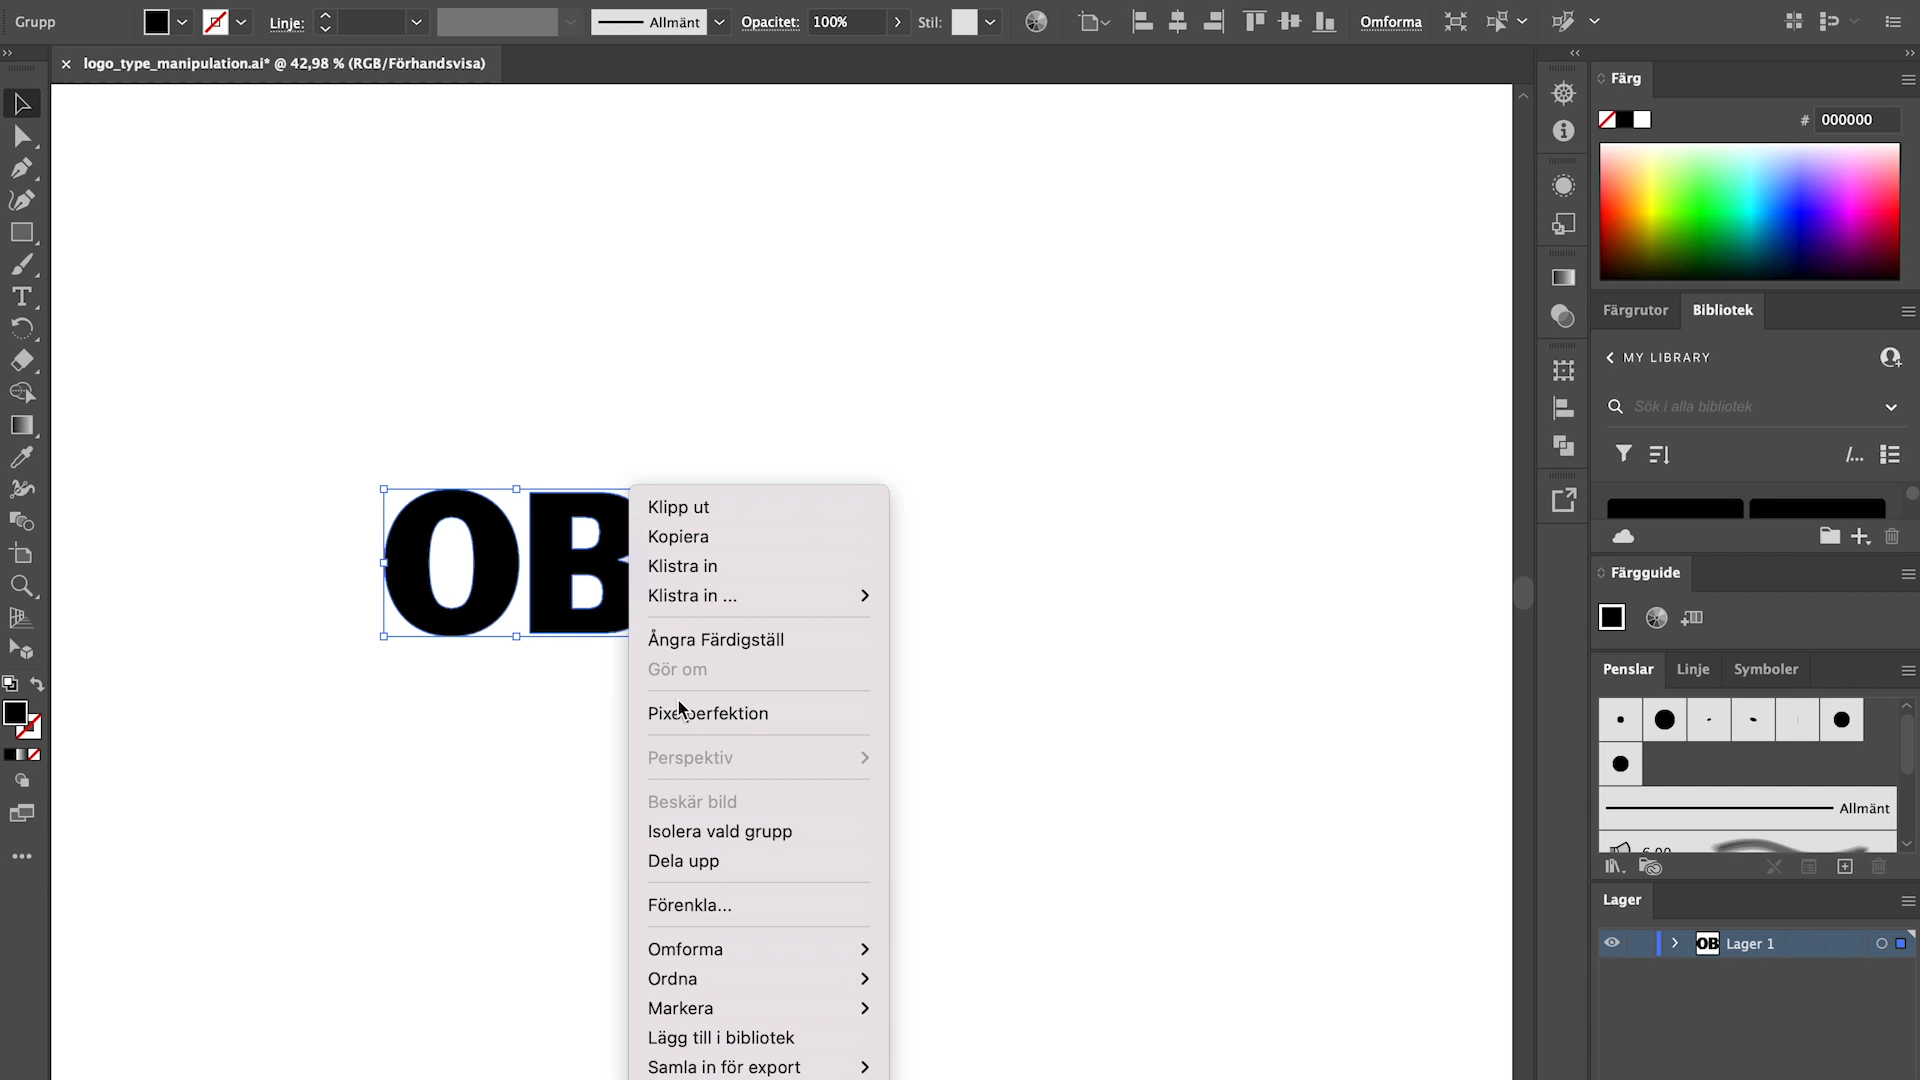 Grupp
Linje:
Allmänt
Opacitet:
100%
Stil:
Omforma
logo_type_manipulation.ai* @ 42,98 % (RGB/Förhandsvisa)
Färg
# 000000
Färgrutor
Bibliotek
MY LIBRARY
Sök i alla bibliotek
OB
Klipp ut
Kopiera
Klistra in
Klistra in ...
Ångra Färdigställ
Gör om
Pixelperfektion
Perspektiv
Beskär bild
Isolera vald grupp
Dela upp
Förenkla...
Omforma
Ordna
Markera
Lägg till i bibliotek
Samla in för export
Färgguide
Penslar
Linje
Symboler
Allmänt
6.00
Lager
OB
Lager 1